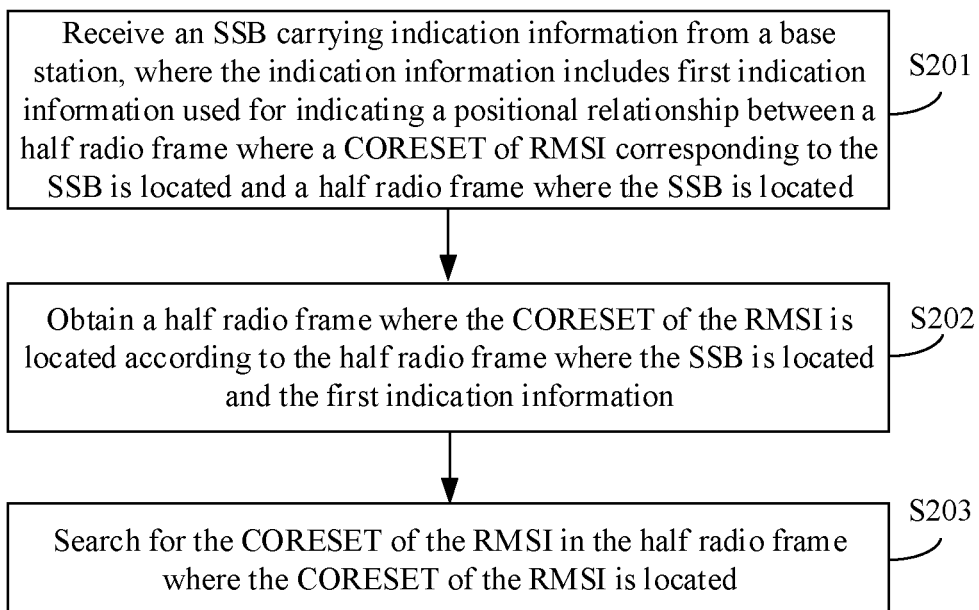 Receive an SSB carrying indication information from a base
station, where the indication information includes first indication
information used for indicating a positional relationship between a
half radio frame where a CORESET of RMSI corresponding to the
SSB is located and a half radio frame where the SSB is located
S201
Obtain a half radio frame where the CORESET of the RMSI is
located according to the half radio frame where the SSB is located
and the first indication information
S202
Search for the CORESET of the RMSI in the half radio frame
where the CORESET of the RMSI is located
S203